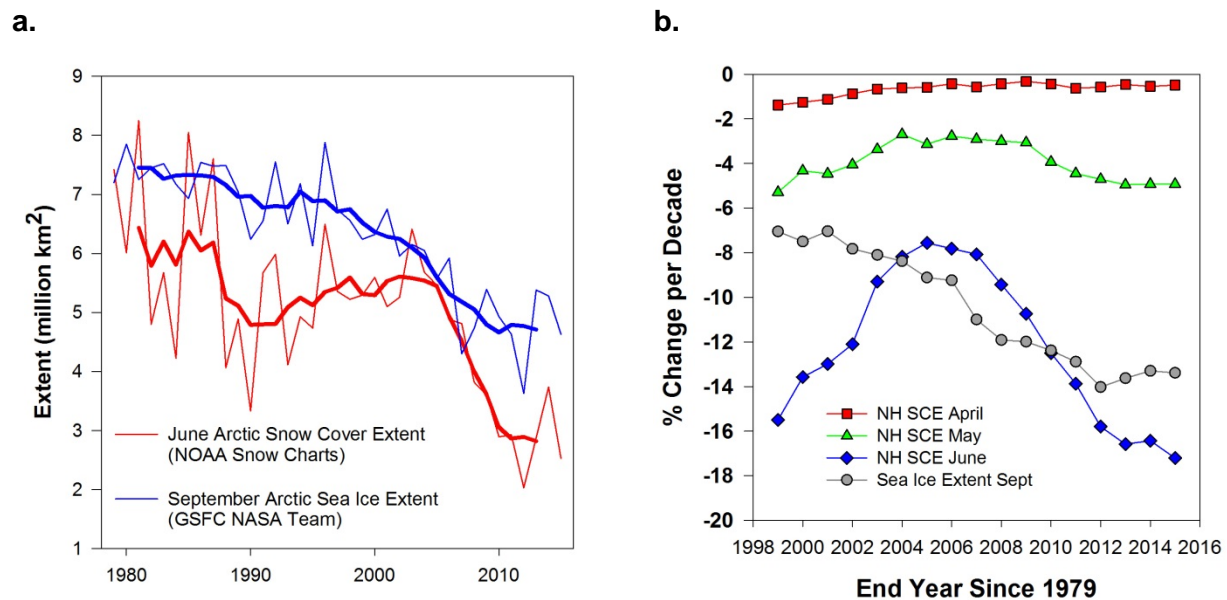 a.
Extent (million km²)
9
8
7
6
5
4
3
2
1
1980
1990
2000
2010
June Arctic Snow Cover Extent
(NOAA Snow Charts)
September Arctic Sea Ice Extent
(GSFC NASA Team)
b.
% Change per Decade
0
-2
-4
-6
-8
-10
-12
-14
-16
-18
-20
NH SCE April
NH SCE May
NH SCE June
Sea Ice Extent Sept
1998 2000 2002 2004 2006 2008 2010 2012 2014 2016
End Year Since 1979